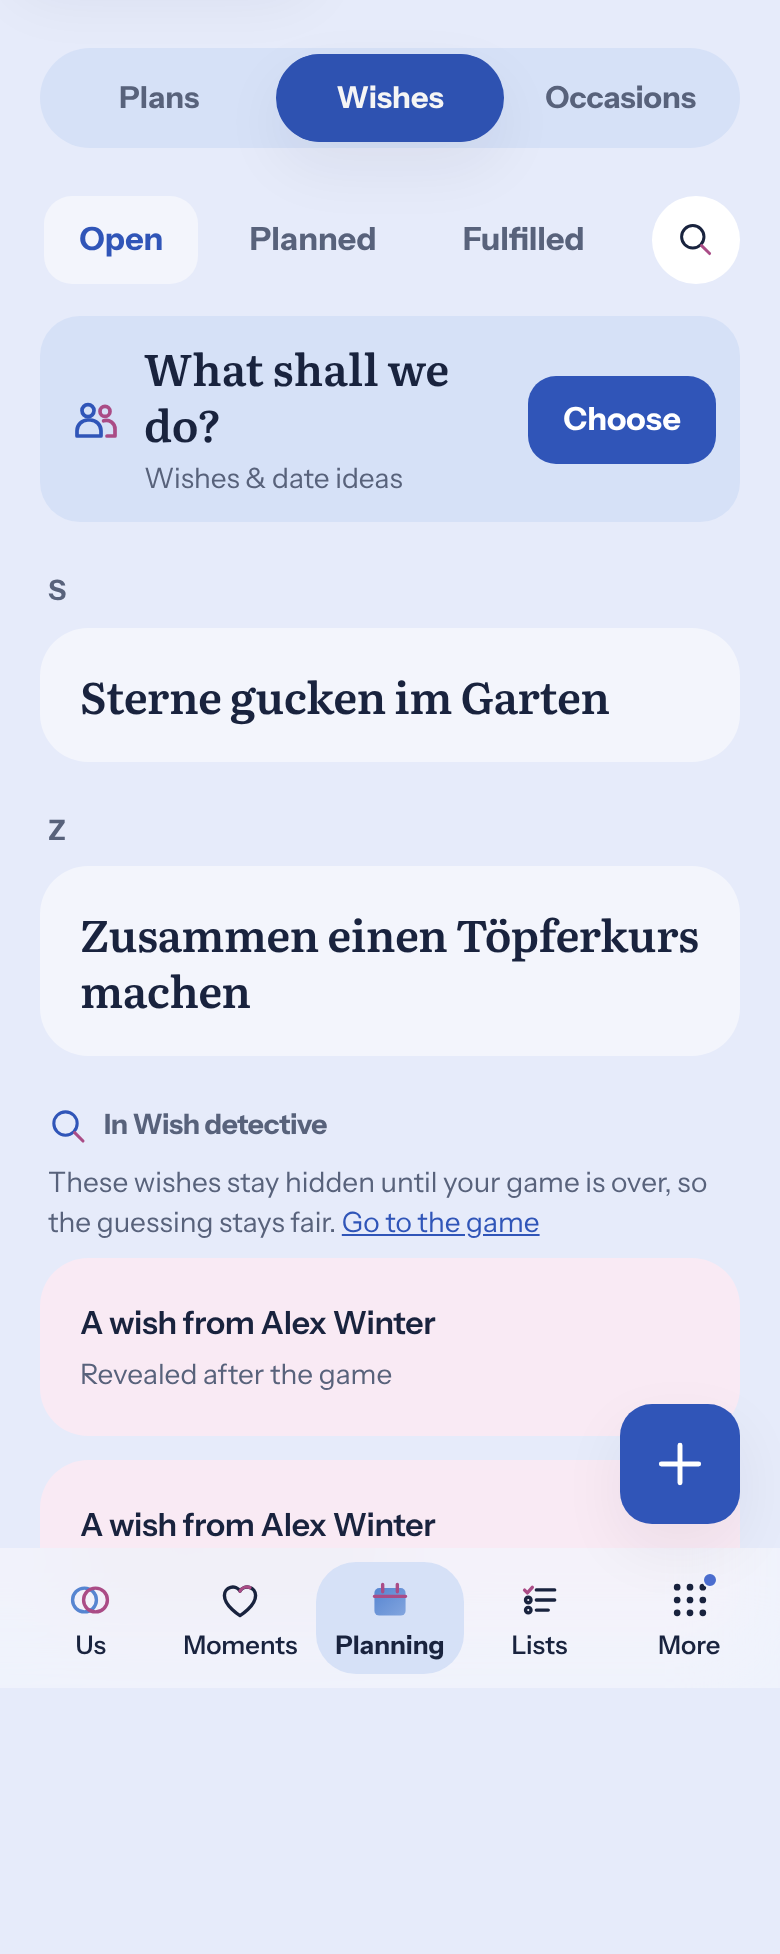 Plans Wishes Occasions
Open Planned Fulfilled
What shall we
do?
Wishes & date ideas
Choose
S
Sterne gucken im Garten
Z
Zusammen einen Töpferkurs
machen
In Wish detective
These wishes stay hidden until your game is over, so
the guessing stays fair. Go to the game
A wish from Alex Winter
Revealed after the game
A wish from Alex Winter
Us Moments Planning Lists More